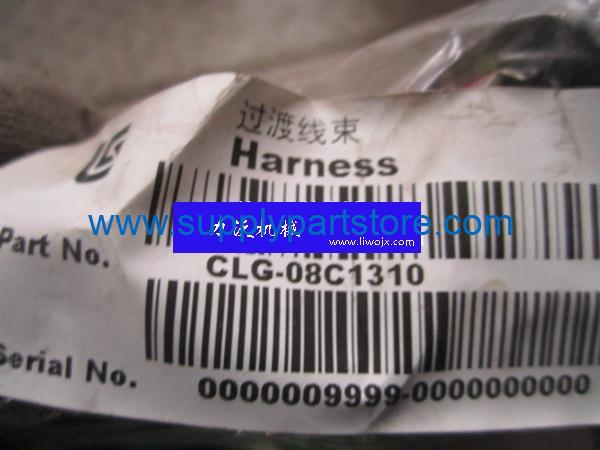 过渡线束
Harness
www.supplypartstore.com
力沃机械
www.liwojx.com
Part No.
CLG-08C1310
Serial No.
0000009999-0000000000